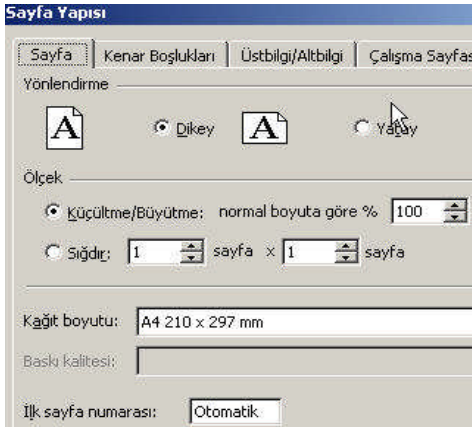 Sayfa Yapısı
Sayfa Kenar Boşlukları Üstbilgi/Altbilgi Çalışma Sayfas
Yönlendirme
A Dikey A Yatay
Ölçek
Küçültme/Büyütme: normal boyuta göre % 100
Sığdır: 1 sayfa x 1 sayfa
Kağıt boyutu: A4 210 x 297 mm
Baskı kalitesi:
İlk sayfa numarası: Otomatik